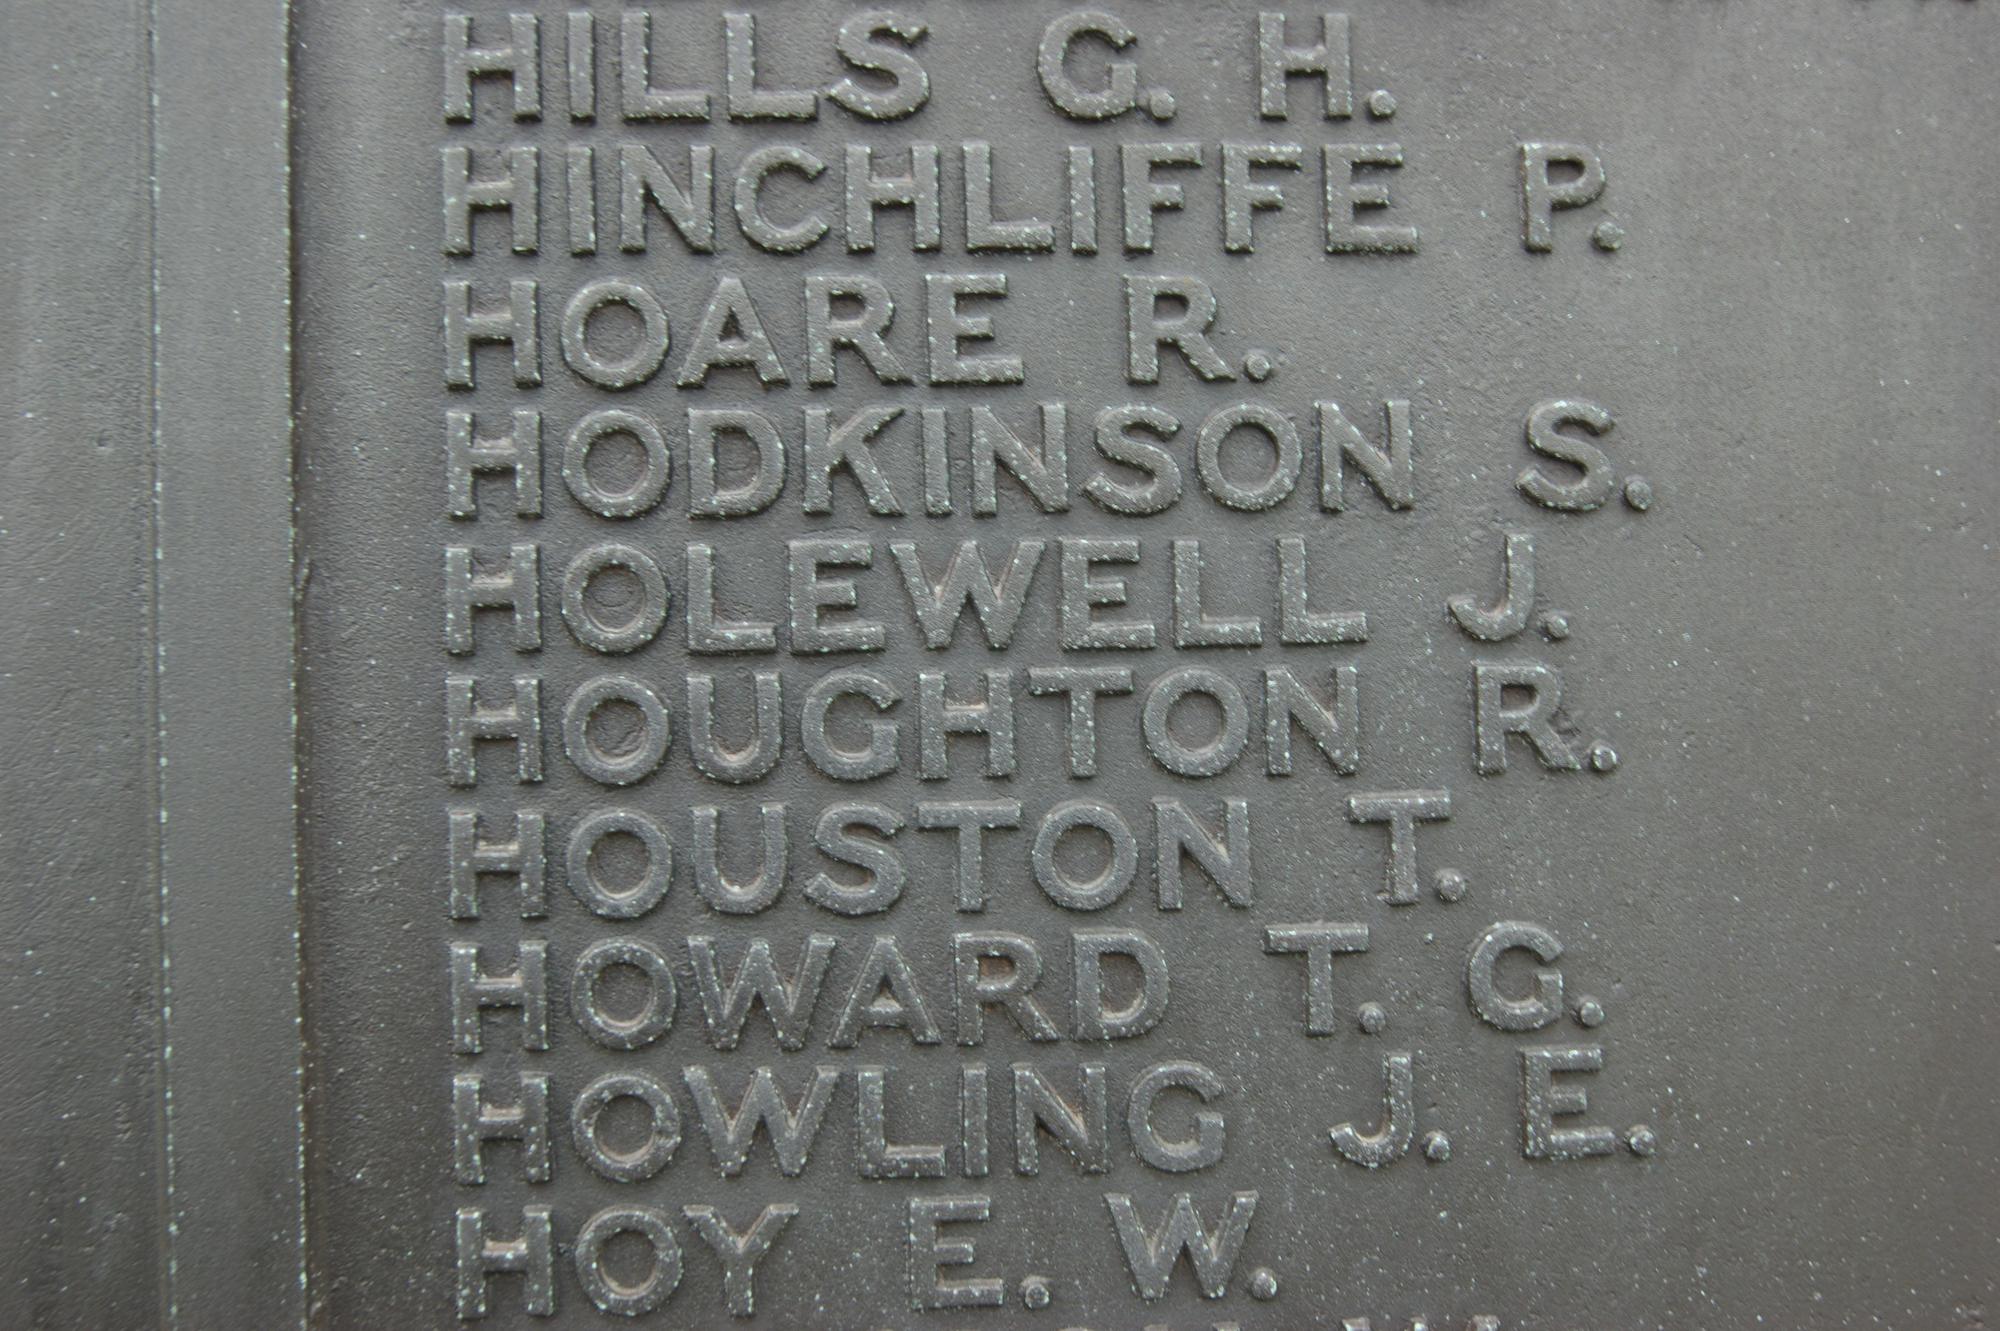 HILLS G. H.
HINCHLIFFE P.
HOARE R.
HODKINSON S.
HOLEWELL J.
HOUGHTON R.
HOUSTON T.
HOWARD T. G.
HOWLING J. E.
HOY E. W.